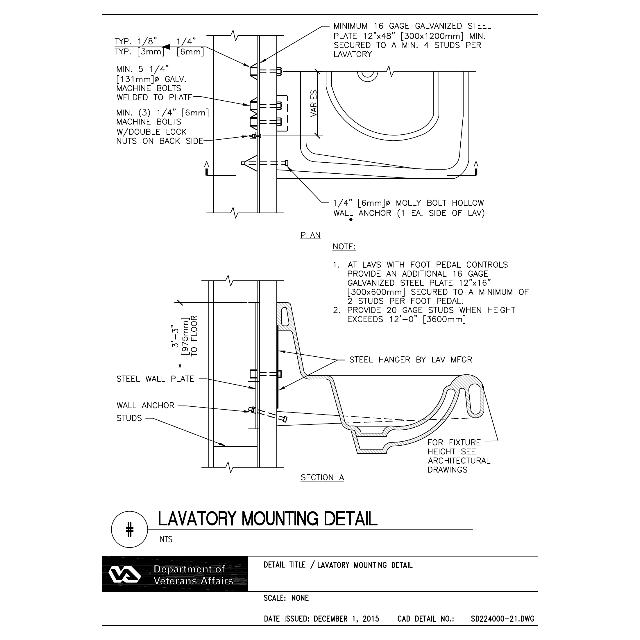 MINIMUM 16 GAGE GALVANIZED STEEL
PLATE 12"x48" [300x1200mm] MIN.
SECURED TO A MIN. 4 STUDS PER
LAVATORY
TYP. 1/8" 1/4"
TYP. [3mm] [6mm]
MIN. 5 1/4"
[131mm]ø GALV.
MACHINE BOLTS
WELDED TO PLATE
MIN. (3) 1/4" [6mm]
MACHINE BOLTS
W/DOUBLE LOCK
NUTS ON BACK SIDE
VARIES
A
A
1/4" [6mm]ø MOLLY BOLT HOLLOW
WALL ANCHOR (1 EA. SIDE OF LAV)
PLAN
NOTE:
1. AT LAVS WITH FOOT PEDAL CONTROLS
PROVIDE AN ADDITIONAL 16 GAGE
GALVANIZED STEEL PLATE 12"x16"
[300x600mm] SECURED TO A MINIMUM OF
2 STUDS PER FOOT PEDAL.
2. PROVIDE 20 GAGE STUDS WHEN HEIGHT
EXCEEDS 12'-0" [3600mm]
3'-3"
[975mm]
* TO FLOOR
STEEL HANGER BY LAV MFGR
STEEL WALL PLATE
WALL ANCHOR
STUDS
FOR FIXTURE
HEIGHT SEE
ARCHITECTURAL
DRAWINGS
SECTION A
# LAVATORY MOUNTING DETAIL
NTS
VA
Department of
Veterans Affairs
DETAIL TITLE / LAVATORY MOUNTING DETAIL
SCALE: NONE
DATE ISSUED: DECEMBER 1, 2015 CAD DETAIL NO.: SD224000-21.DWG